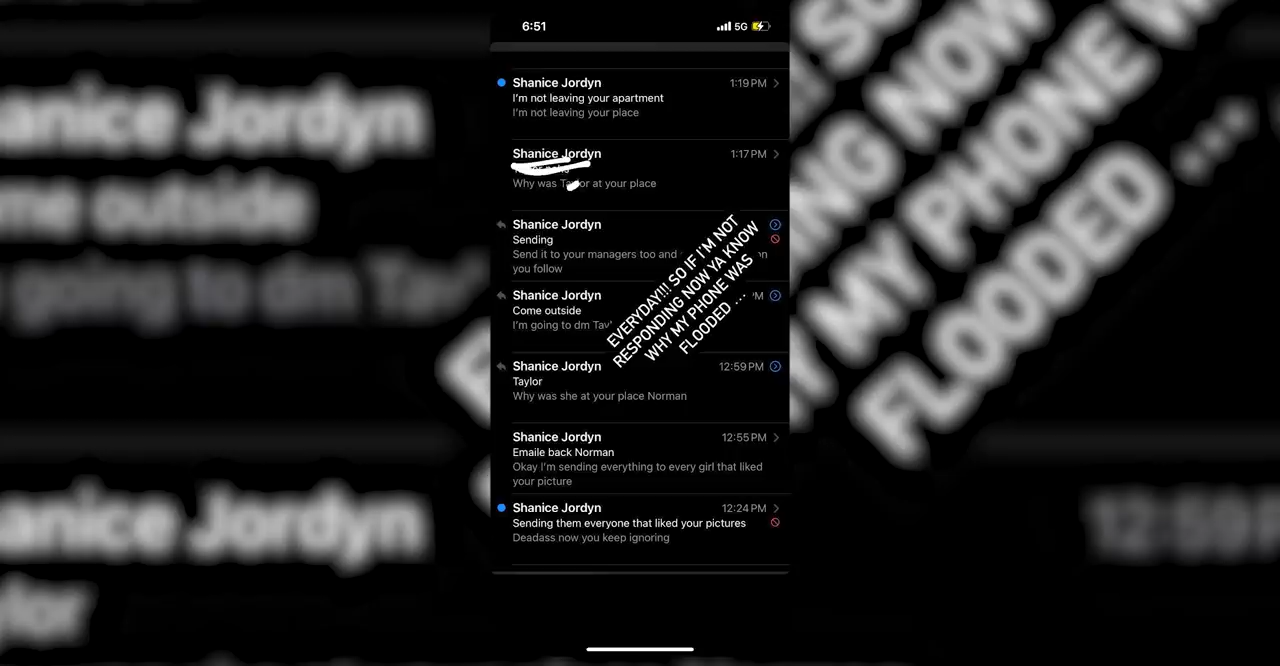 6:51
5G
Shanice Jordyn
1:19 PM
I'm not leaving your apartment
I'm not leaving your place
Shanice Jordyn
1:17 PM
Why was Taylor at your place
Shanice Jordyn
Sending
Send it to your managers too and
you follow
Shanice Jordyn
Come outside
I'm going to dm Tay
Shanice Jordyn
12:59 PM
Taylor
Why was she at your place Norman
Shanice Jordyn
12:55 PM
Emaile back Norman
Okay I'm sending everything to every girl that liked
your picture
Shanice Jordyn
12:24 PM
Sending them everyone that liked your pictures
Deadass now you keep ignoring
EVERYDAY!!! SO IF I'M NOT
RESPONDING NOW YA KNOW
WHY MY PHONE WAS
FLOODED ...